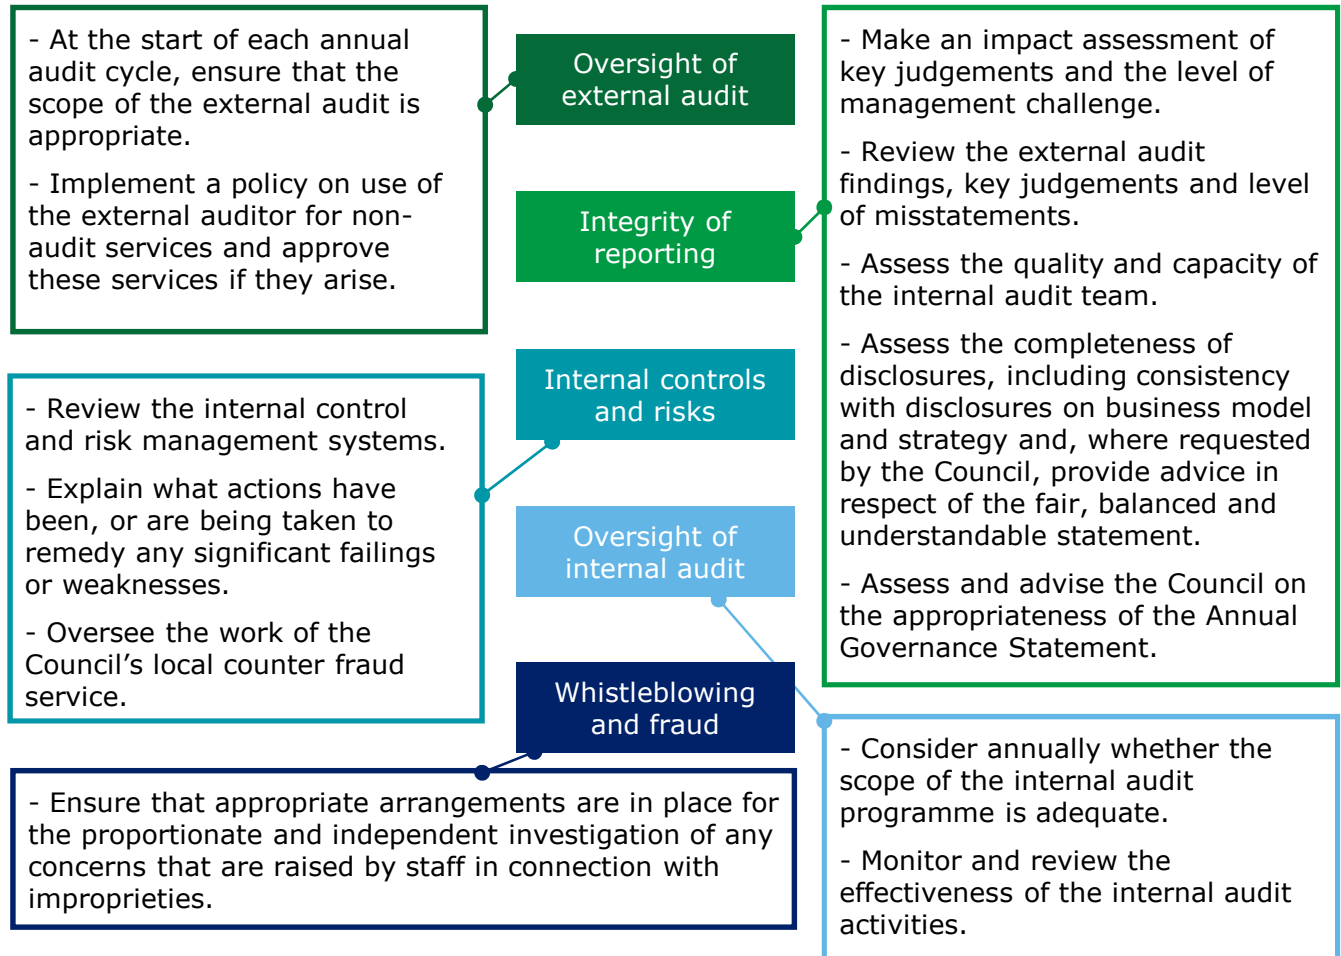 - At the start of each annual
audit cycle, ensure that the
scope of the external audit is
appropriate.
- Implement a policy on use of
the external auditor for non-
audit services and approve
these services if they arise.
Oversight of
external audit
Integrity of
reporting
- Make an impact assessment of
key judgements and the level of
management challenge.
- Review the external audit
findings, key judgements and level
of misstatements.
- Assess the quality and capacity of
the internal audit team.
- Assess the completeness of
disclosures, including consistency
with disclosures on business model
and strategy and, where requested
by the Council, provide advice in
respect of the fair, balanced and
understandable statement.
- Assess and advise the Council on
the appropriateness of the Annual
Governance Statement.
Internal controls
and risks
- Review the internal control
and risk management systems.
- Explain what actions have
been, or are being taken to
remedy any significant failings
or weaknesses.
- Oversee the work of the
Council’s local counter fraud
service.
Oversight of
internal audit
- Consider annually whether the
scope of the internal audit
programme is adequate.
- Monitor and review the
effectiveness of the internal audit
activities.
Whistleblowing
and fraud
- Ensure that appropriate arrangements are in place for
the proportionate and independent investigation of any
concerns that are raised by staff in connection with
improprieties.